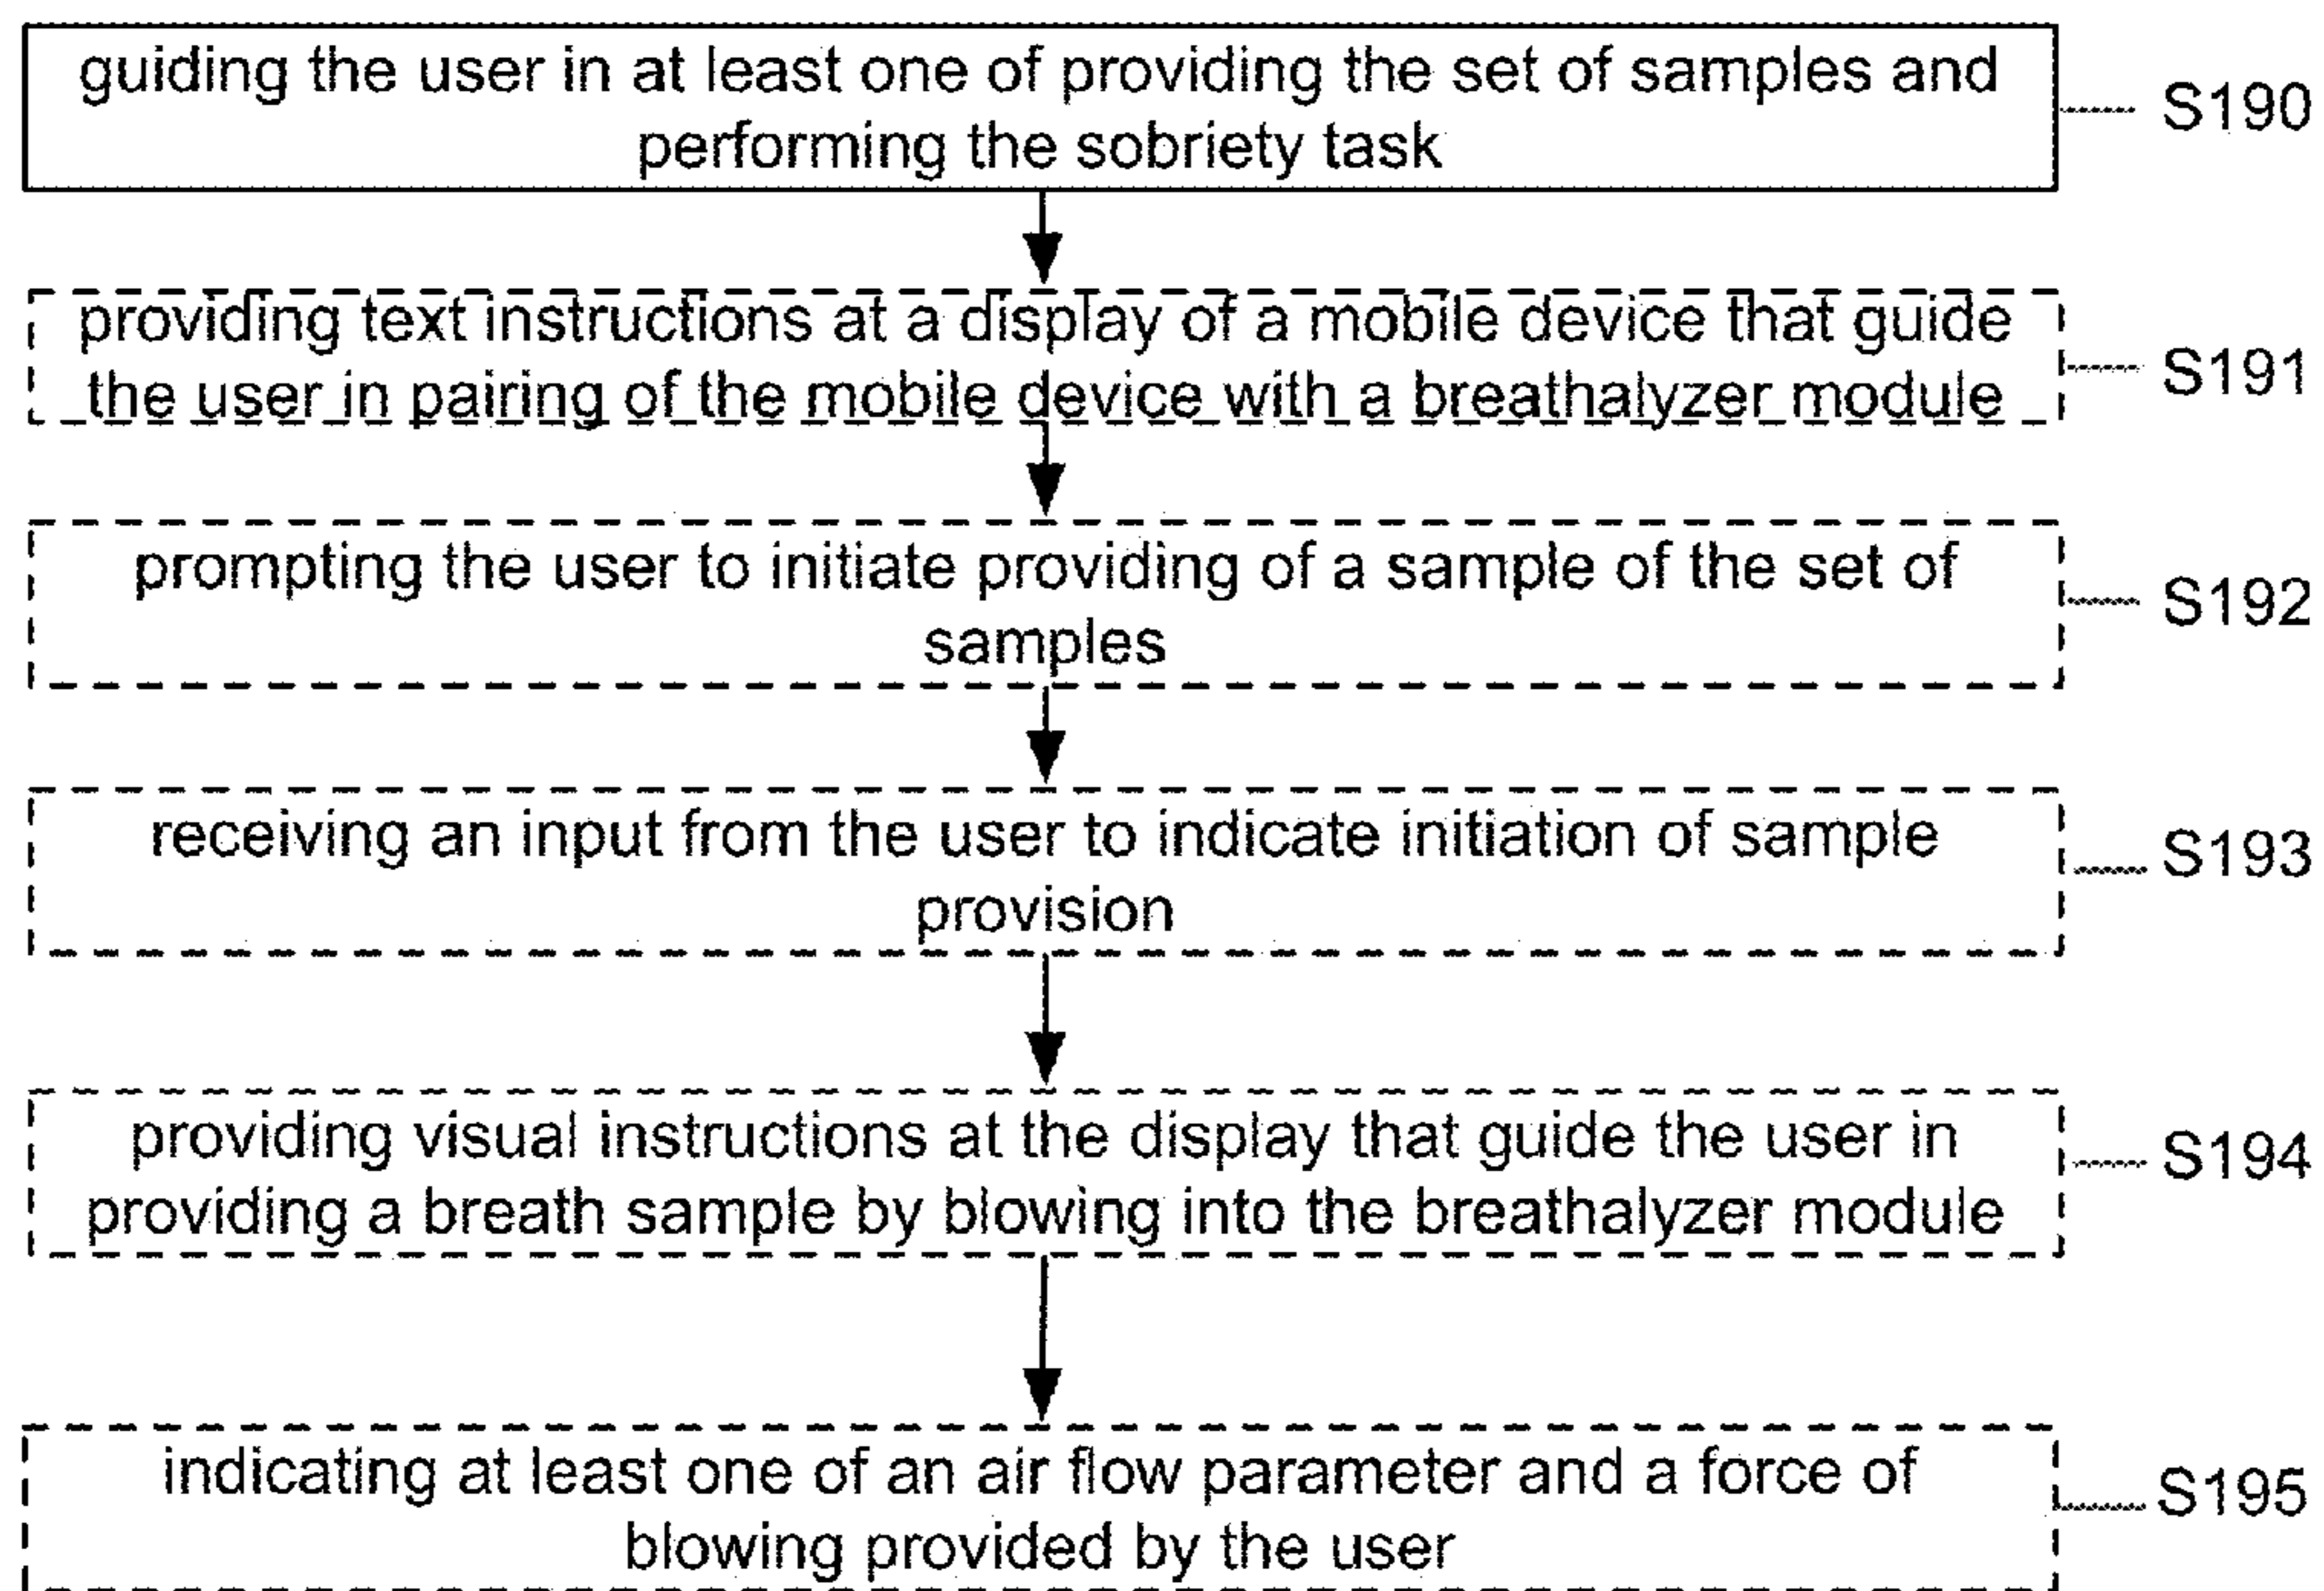 guiding the user in at least one of providing the set of samples and
performing the sobriety task
S190
providing text instructions at a display of a mobile device that guide
the user in pairing of the mobile device with a breathalyzer module
S191
prompting the user to initiate providing of a sample of the set of
samples
S192
receiving an input from the user to indicate initiation of sample
provision
S193
providing visual instructions at the display that guide the user in
providing a breath sample by blowing into the breathalyzer module
S194
indicating at least one of an air flow parameter and a force of
blowing provided by the user
S195